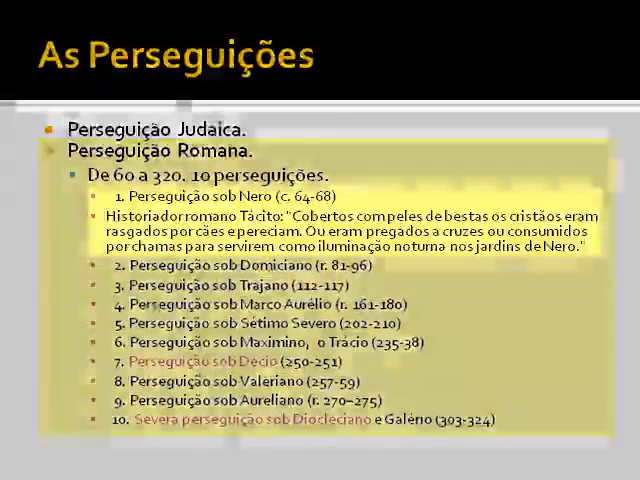 As Perseguições
Perseguição Judaica.
Perseguição Romana.
De 60 a 320. 10 perseguições.
1. Perseguição sob Nero (c. 64-68)
Historiador romano Tácito: "Cobertos com peles de bestas os cristãos eram
rasgados por cães e pereciam. Ou eram pregados a cruzes ou consumidos
por chamas para servirem como iluminação noturna nos jardins de Nero."
2. Perseguição sob Domiciano (r. 81-96)
3. Perseguição sob Trajano (112-117)
4. Perseguição sob Marco Aurélio (r. 161-180)
5. Perseguição sob Sétimo Severo (202-210)
6. Perseguição sob Maximino, o Trácio (235-38)
7. Perseguição sob Décio (250-251)
8. Perseguição sob Valeriano (257-59)
9. Perseguição sob Aureliano (r. 270–275)
10. Severa perseguição sob Diocleciano e Galério (303-324)